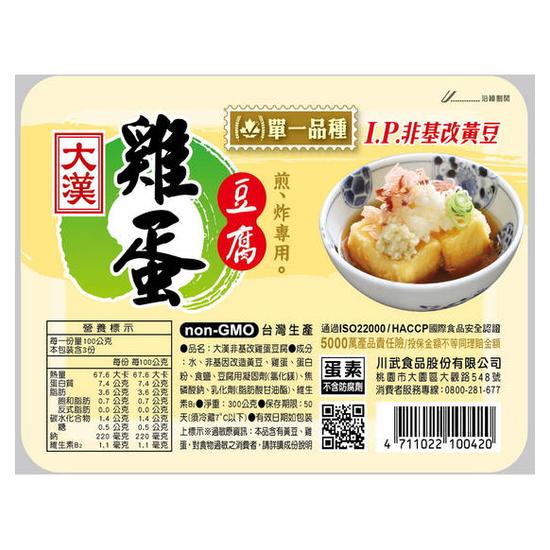 沿線割開
單一品種
I.P.非基改黃豆
大漢
雞蛋
豆腐
煎、炸專用。
營養標示
每一份量100公克
本包裝含3份
每份 每100公克
熱量 67.6 大卡 67.6 大卡
蛋白質 7.4 公克 7.4 公克
脂肪 3.6 公克 3.6 公克
飽和脂肪 0.7 公克 0.7 公克
反式脂肪 0.0 公克 0.0 公克
碳水化合物 1.4 公克 1.4 公克
糖 0.5 公克 0.5 公克
鈉 220 毫克 220 毫克
維生素B₂ 1.1 毫克 1.1 毫克
non-GMO 台灣生產
●品名：大漢非基改雞蛋豆腐●成分
：水、非基因改造黃豆、雞蛋、蛋白
粉、食鹽、豆腐用凝固劑(氯化鎂)、焦
磷酸鈉、乳化劑(脂肪酸甘油酯)、維生
素B₂●淨重：300公克●保存期限：50
天(須冷藏7℃以下)●有效日期如包裝
上標示※過敏原資訊：本品含有黃豆、雞
蛋，對食物過敏之消費者，請詳讀成份說明
通過ISO22000/HACCP國際食品安全認證
5000萬產品責任險/投保金額不等同理賠金額
蛋素
不含防腐劑
川武食品股份有限公司
桃園市大園區大觀路548號
消費者服務專線：0800-281-677
4 711022 100420